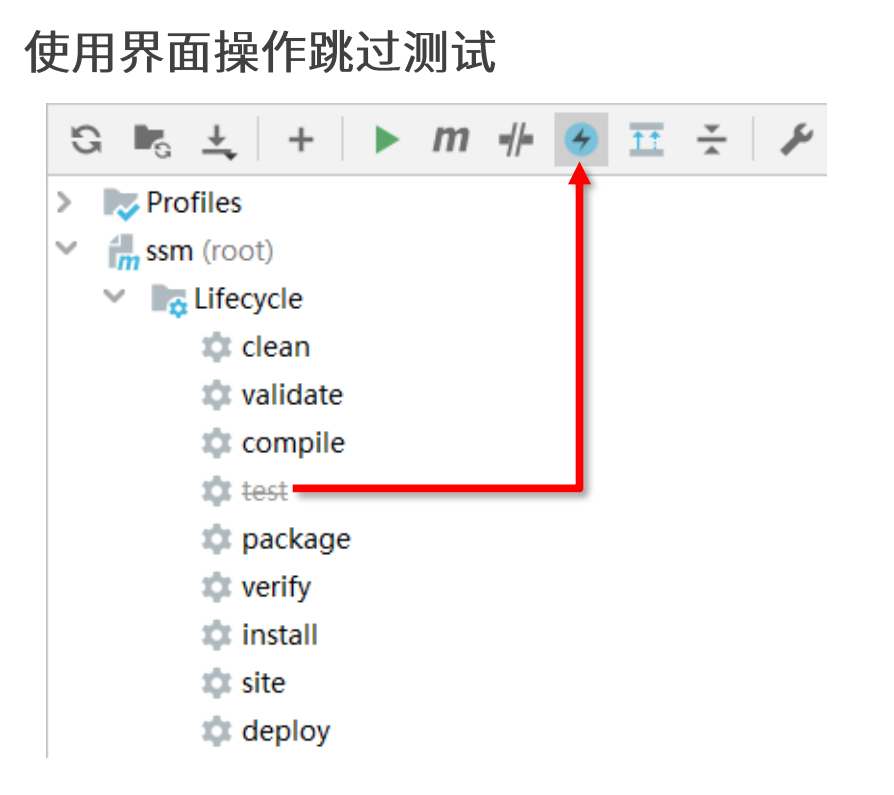 使用界面操作跳过测试
m
Profiles
ssm (root)
Lifecycle
clean
validate
compile
test
package
verify
install
site
deploy